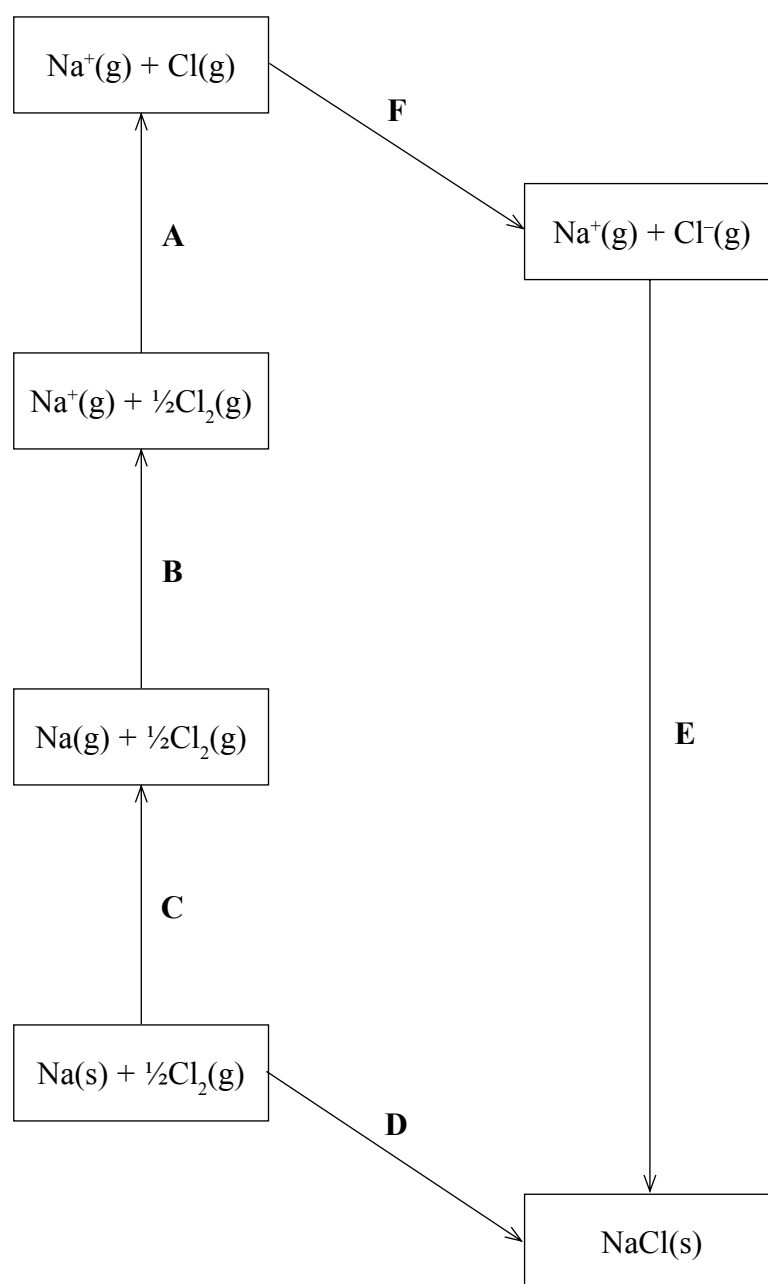 Na⁺(g) + Cl(g)
F
Na⁺(g) + Cl⁻(g)
A
Na⁺(g) + ½Cl₂(g)
B
Na(g) + ½Cl₂(g)
E
C
Na(s) + ½Cl₂(g)
D
NaCl(s)